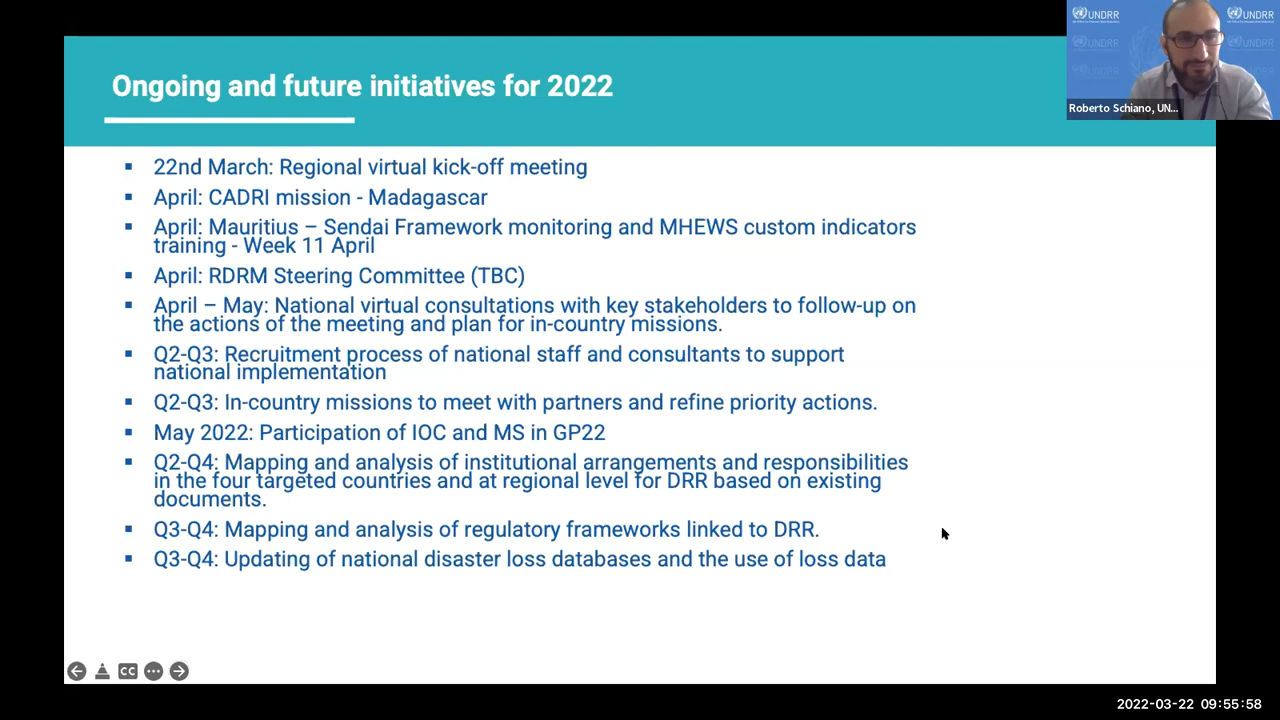 UNDRR
UNDRR
UNDRR
UNDRR
Roberto Schiano, UN...
Ongoing and future initiatives for 2022
▪ 22nd March: Regional virtual kick-off meeting
▪ April: CADRI mission - Madagascar
▪ April: Mauritius – Sendai Framework monitoring and MHEWS custom indicators
training - Week 11 April
▪ April: RDRM Steering Committee (TBC)
▪ April – May: National virtual consultations with key stakeholders to follow-up on
the actions of the meeting and plan for in-country missions.
▪ Q2-Q3: Recruitment process of national staff and consultants to support
national implementation
▪ Q2-Q3: In-country missions to meet with partners and refine priority actions.
▪ May 2022: Participation of IOC and MS in GP22
▪ Q2-Q4: Mapping and analysis of institutional arrangements and responsibilities
in the four targeted countries and at regional level for DRR based on existing
documents.
▪ Q3-Q4: Mapping and analysis of regulatory frameworks linked to DRR.
▪ Q3-Q4: Updating of national disaster loss databases and the use of loss data
CC
2022-03-22 09:55:58